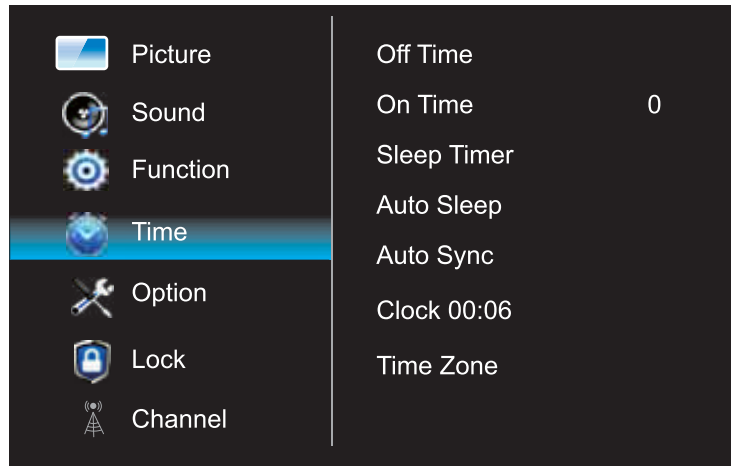 Picture
Sound
Function
Time
Option
Lock
Channel
Off Time
On Time 0
Sleep Timer
Auto Sleep
Auto Sync
Clock 00:06
Time Zone